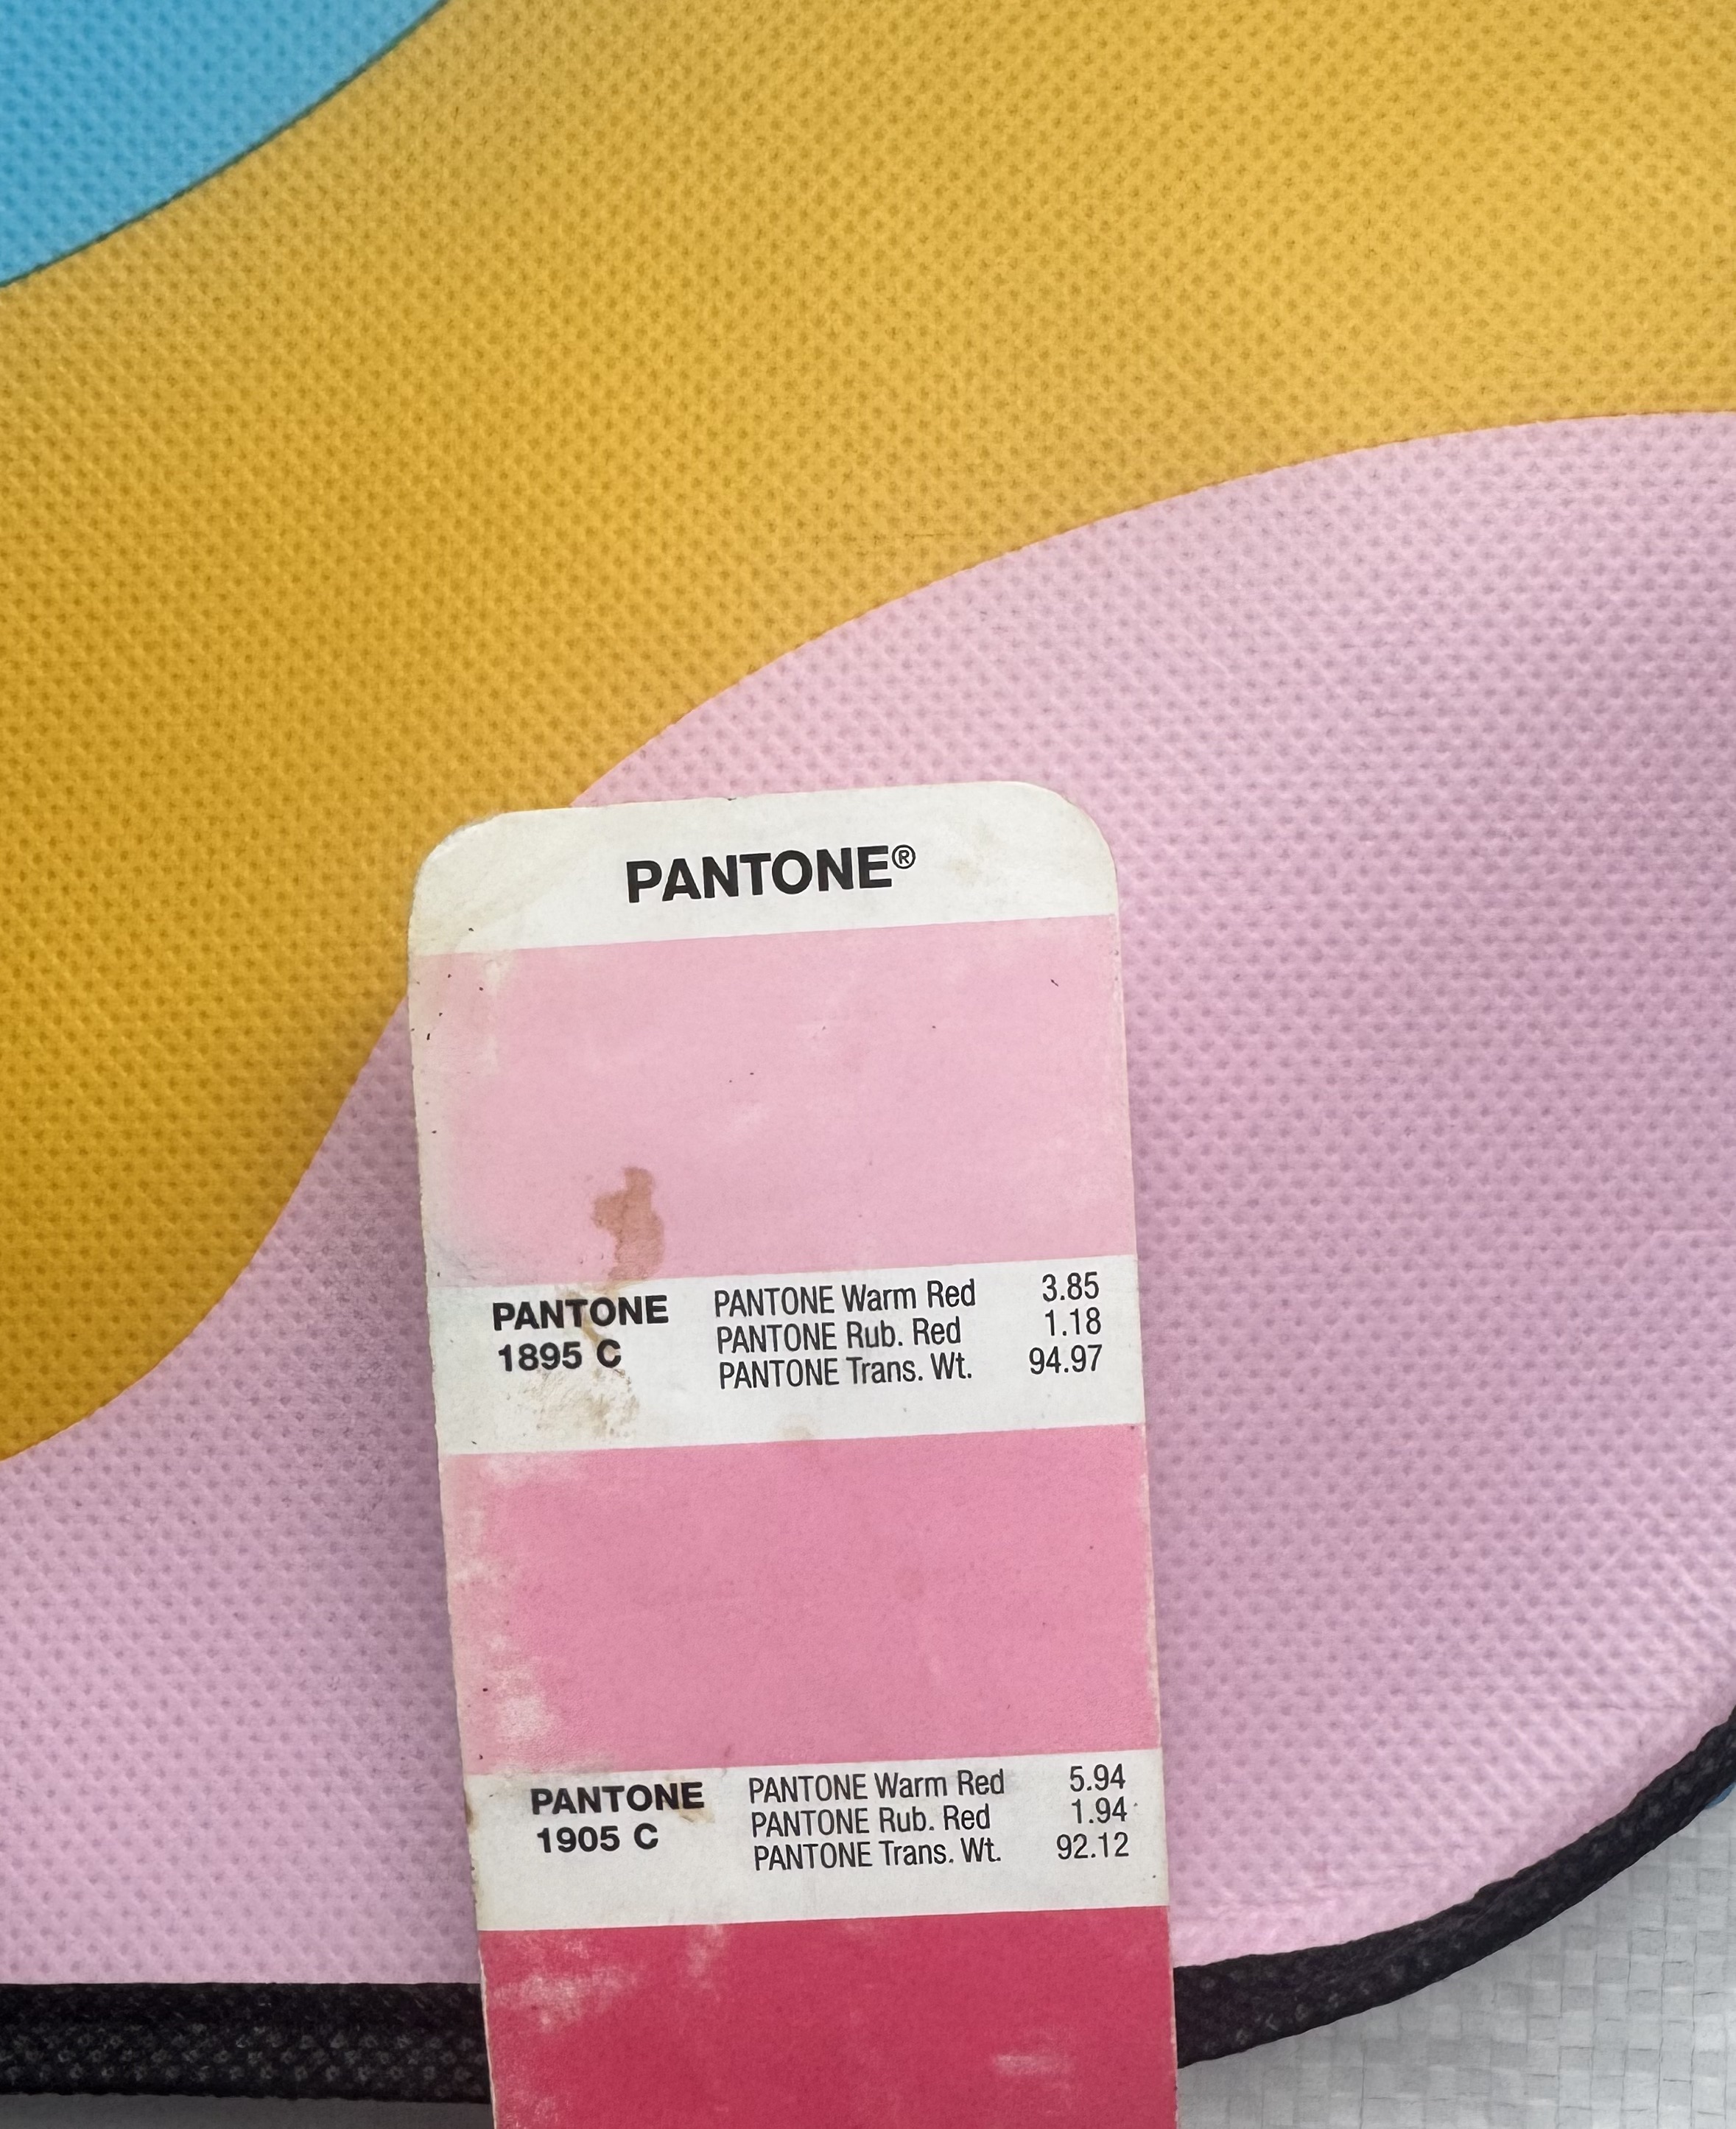 PANTONE®
PANTONE Warm Red 3.85
PANTONE PANTONE Rub. Red 1.18
1895 C PANTONE Trans. Wt. 94.97
PANTONE Warm Red 5.94
PANTONE PANTONE Rub. Red 1.94
1905 C PANTONE Trans. Wt. 92.12